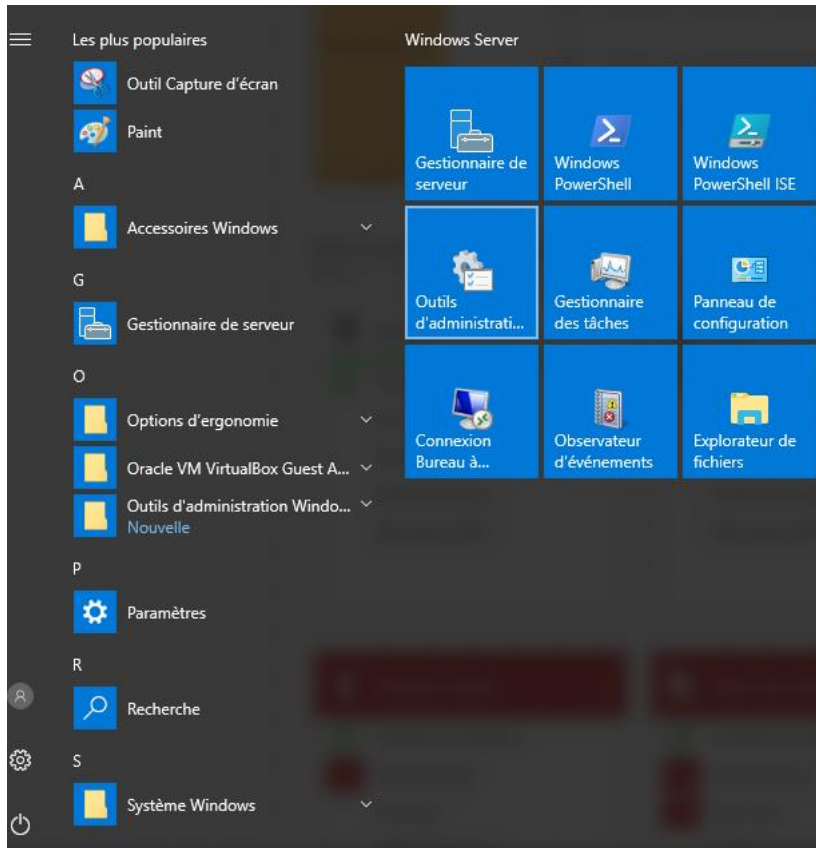 Les plus populaires
Outil Capture d'écran
Paint
A
Accessoires Windows
G
Gestionnaire de serveur
O
Options d'ergonomie
Oracle VM VirtualBox Guest A...
Outils d'administration Windo...
Nouvelle
P
Paramètres
R
Recherche
S
Système Windows
Windows Server
Gestionnaire de
serveur
Windows
PowerShell
Windows
PowerShell ISE
Outils
d'administrati...
Gestionnaire
des tâches
Panneau de
configuration
Connexion
Bureau à...
Observateur
d'événements
Explorateur de
fichiers